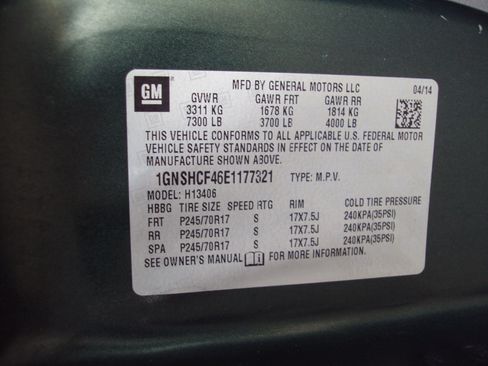 GM
MFD BY GENERAL MOTORS LLC 04/14
GVWR GAWR FRT GAWR RR
3311 KG 1678 KG 1814 KG
7300 LB 3700 LB 4000 LB
THIS VEHICLE CONFORMS TO ALL APPLICABLE U.S. FEDERAL MOTOR
VEHICLE SAFETY STANDARDS IN EFFECT ON THE DATE OF
MANUFACTURE SHOWN ABOVE.
1GNSHCF46E1177321 TYPE: M.P.V.
MODEL: H13406
HBBG TIRE SIZE SPEED RTG RIM COLD TIRE PRESSURE
FRT P245/70R17 S 17X7.5J 240KPA(35PSI)
RR P245/70R17 S 17X7.5J 240KPA(35PSI)
SPA P245/70R17 S 17X7.5J 240KPA(35PSI)
SEE OWNER'S MANUAL FOR MORE INFORMATION.